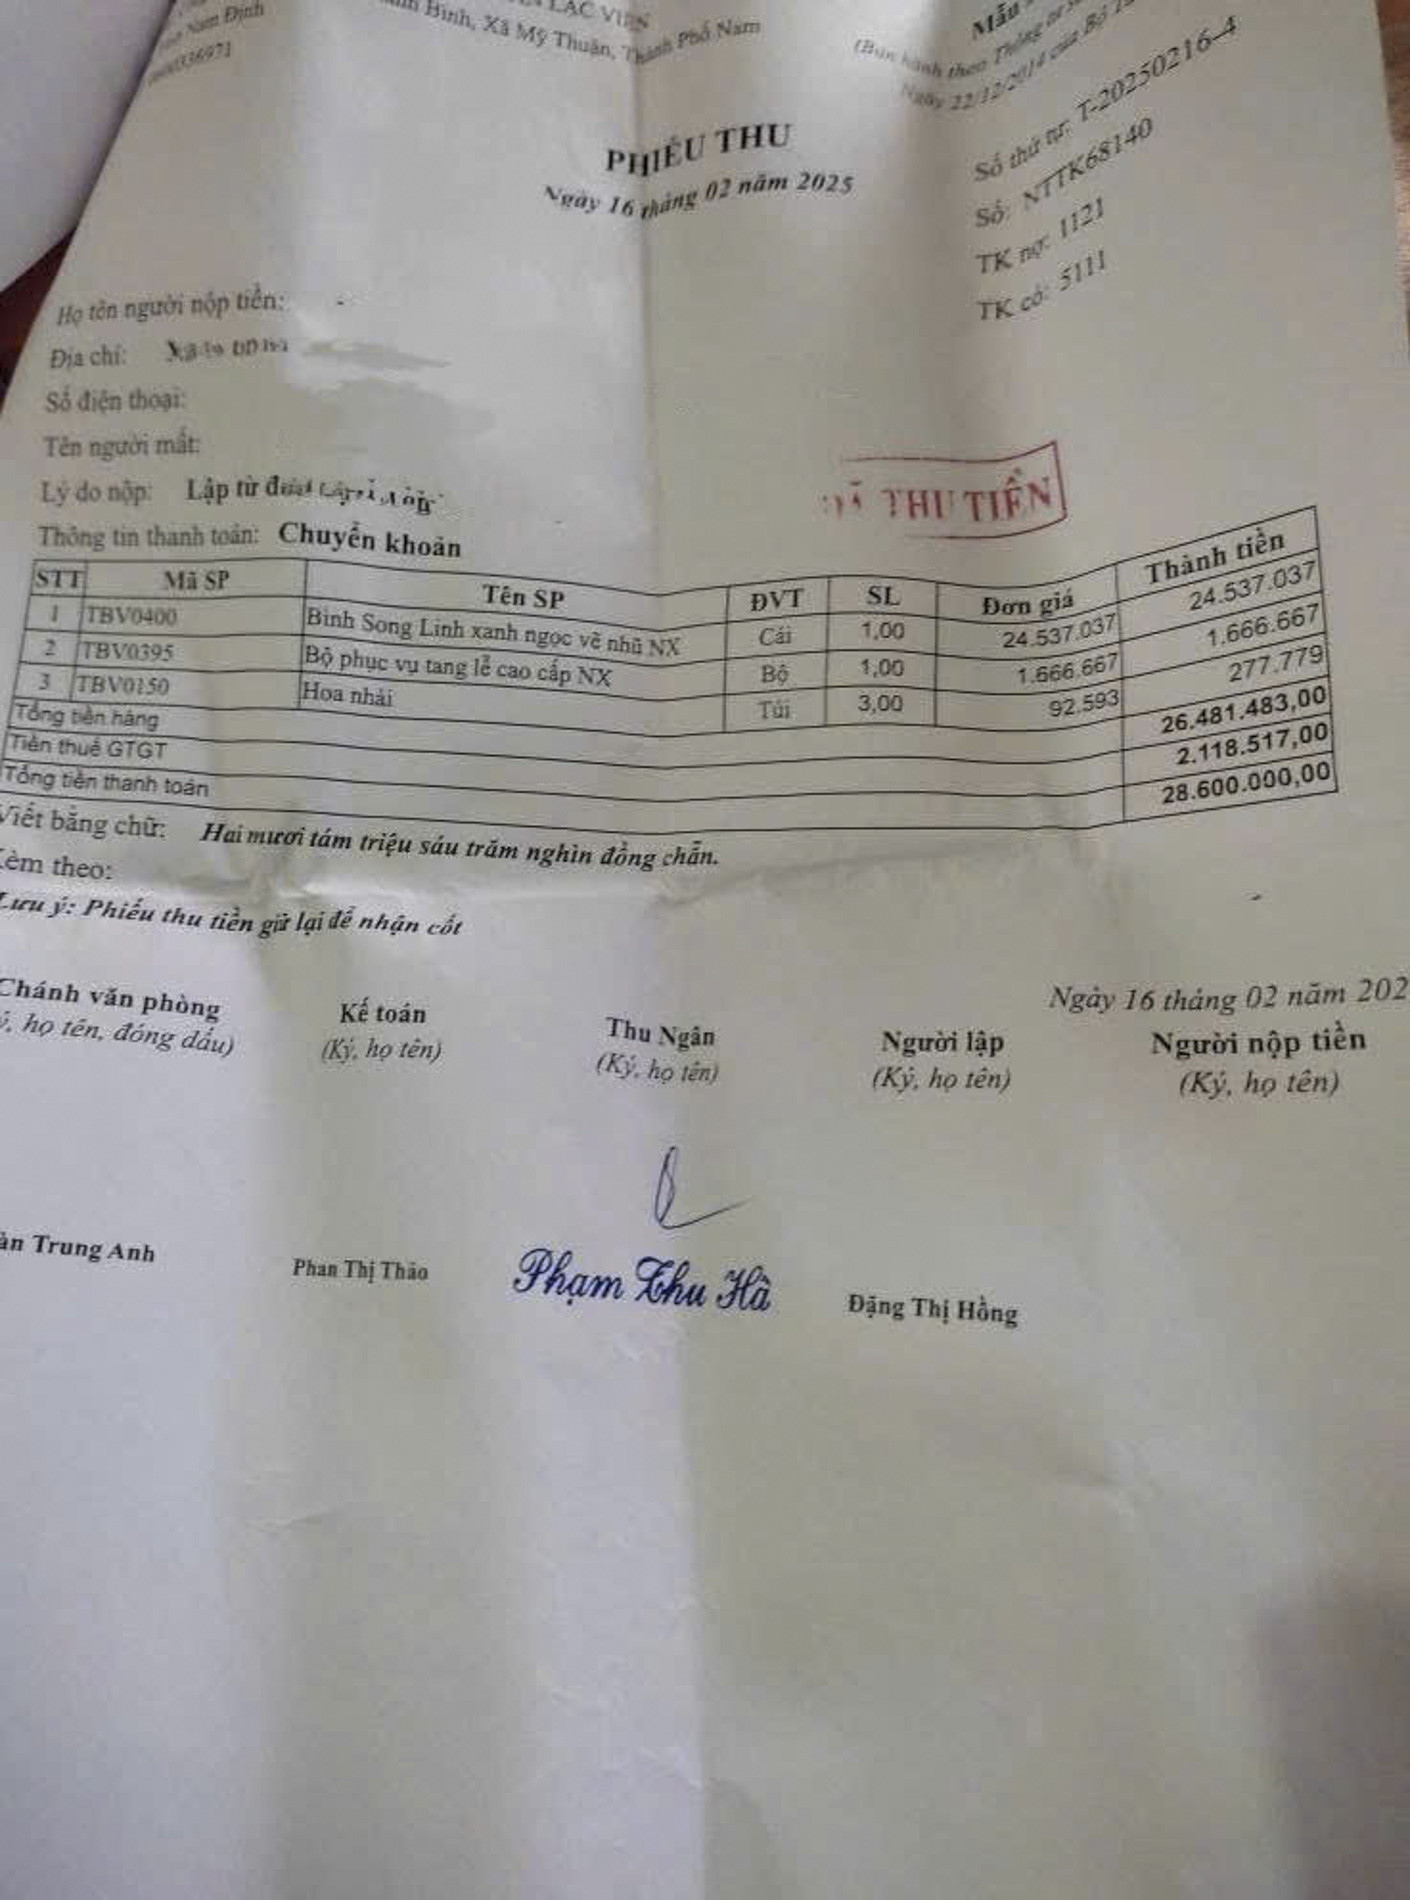 LẠC VIÊN
Bình, Xã Mỹ Thuận, Thành Phố Nam
Nam Định
Mẫu
(Ban hành theo Thông tư
Ngày 22/12/2014 của Bộ
PHIẾU THU
Ngày 16 tháng 02 năm 2025
Số thứ tự: T-20250216-4
Số: NTTK68140
TK nợ: 1121
TK có: 5111
Họ tên người nộp tiền:
Địa chỉ:
Số điện thoại:
Tên người mất:
Lý do nộp: Lập từ
ĐÃ THU TIỀN
Thông tin thanh toán: Chuyển khoản
STT Mã SP Tên SP ĐVT SL Đơn giá Thành tiền
1 TBV0400 Bình Song Linh xanh ngọc vẽ nhũ NX Cái 1,00 24.537.037 24.537.037
2 TBV0395 Bộ phục vụ tang lễ cao cấp NX Bộ 1,00 1.666.667 1.666.667
3 TBV0150 Hoa nhài Túi 3,00 92.593 277.779
Tổng tiền hàng 26.481.483,00
Tiền thuế GTGT 2.118.517,00
Tổng tiền thanh toán 28.600.000,00
Viết bằng chữ: Hai mươi tám triệu sáu trăm nghìn đồng chẵn.
Kèm theo:
Lưu ý: Phiếu thu tiền giữ lại để nhận cốt
Ngày 16 tháng 02 năm 202
Chánh văn phòng Kế toán Thu Ngân Người lập Người nộp tiền
họ tên, đóng dấu) (Ký, họ tên) (Ký, họ tên) (Ký, họ tên) (Ký, họ tên)
Trung Anh Phan Thị Thảo Phạm Thu Hà Đặng Thị Hồng